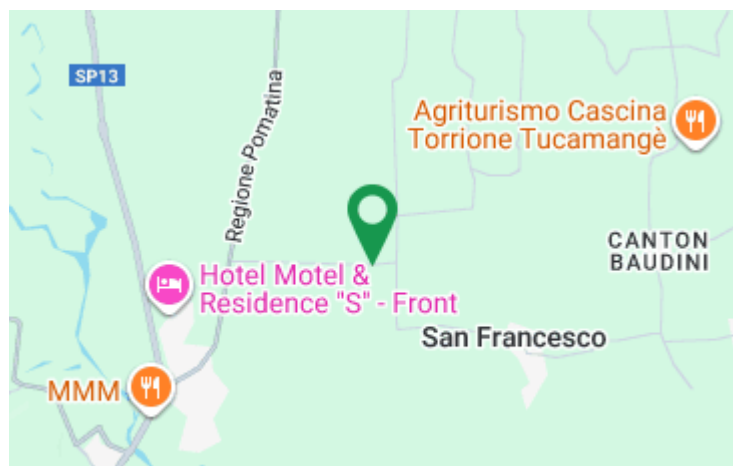 SP13
Regione Pomatina
Agriturismo Cascina
Torrione Tucamangè
CANTON
BAUDINI
Hotel Motel &
Residence "S" - Front
San Francesco
MMM